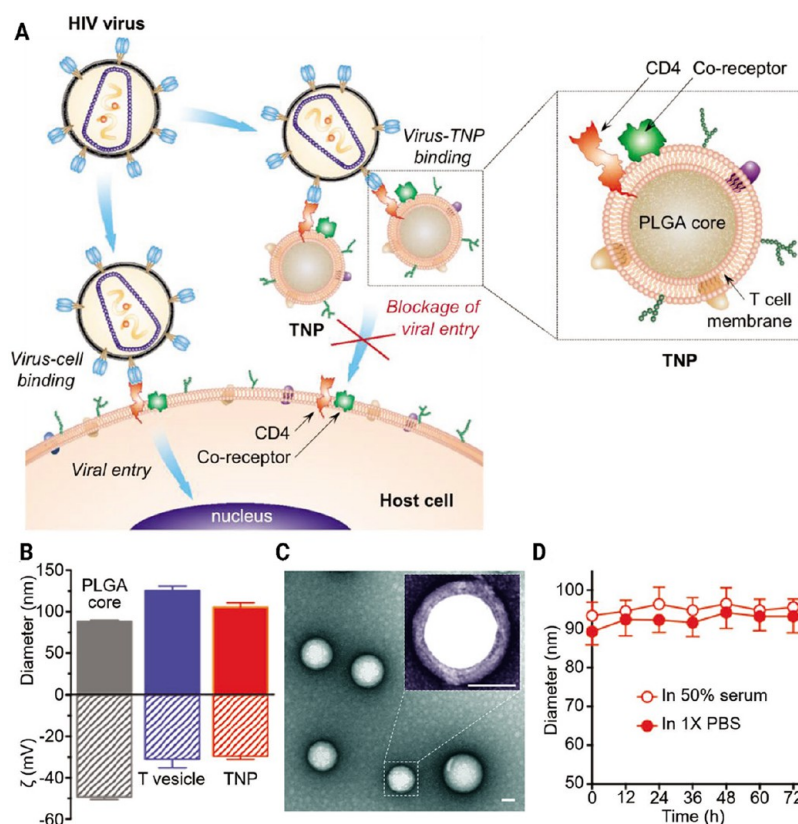 A
HIV virus
Virus-TNP
binding
CD4
Co-receptor
PLGA core
T cell
membrane
TNP
TNP
Blockage of
viral entry
Virus-cell
binding
CD4
Co-receptor
Viral entry
Host cell
nucleus
B
Diameter (nm)
150
100
50
0
-20
-40
-60
ζ (mV)
PLGA
core
T vesicle
TNP
C
D
Diameter (nm)
100
90
80
70
60
50
In 50% serum
In 1X PBS
0 12 24 36 48 60 72
Time (h)